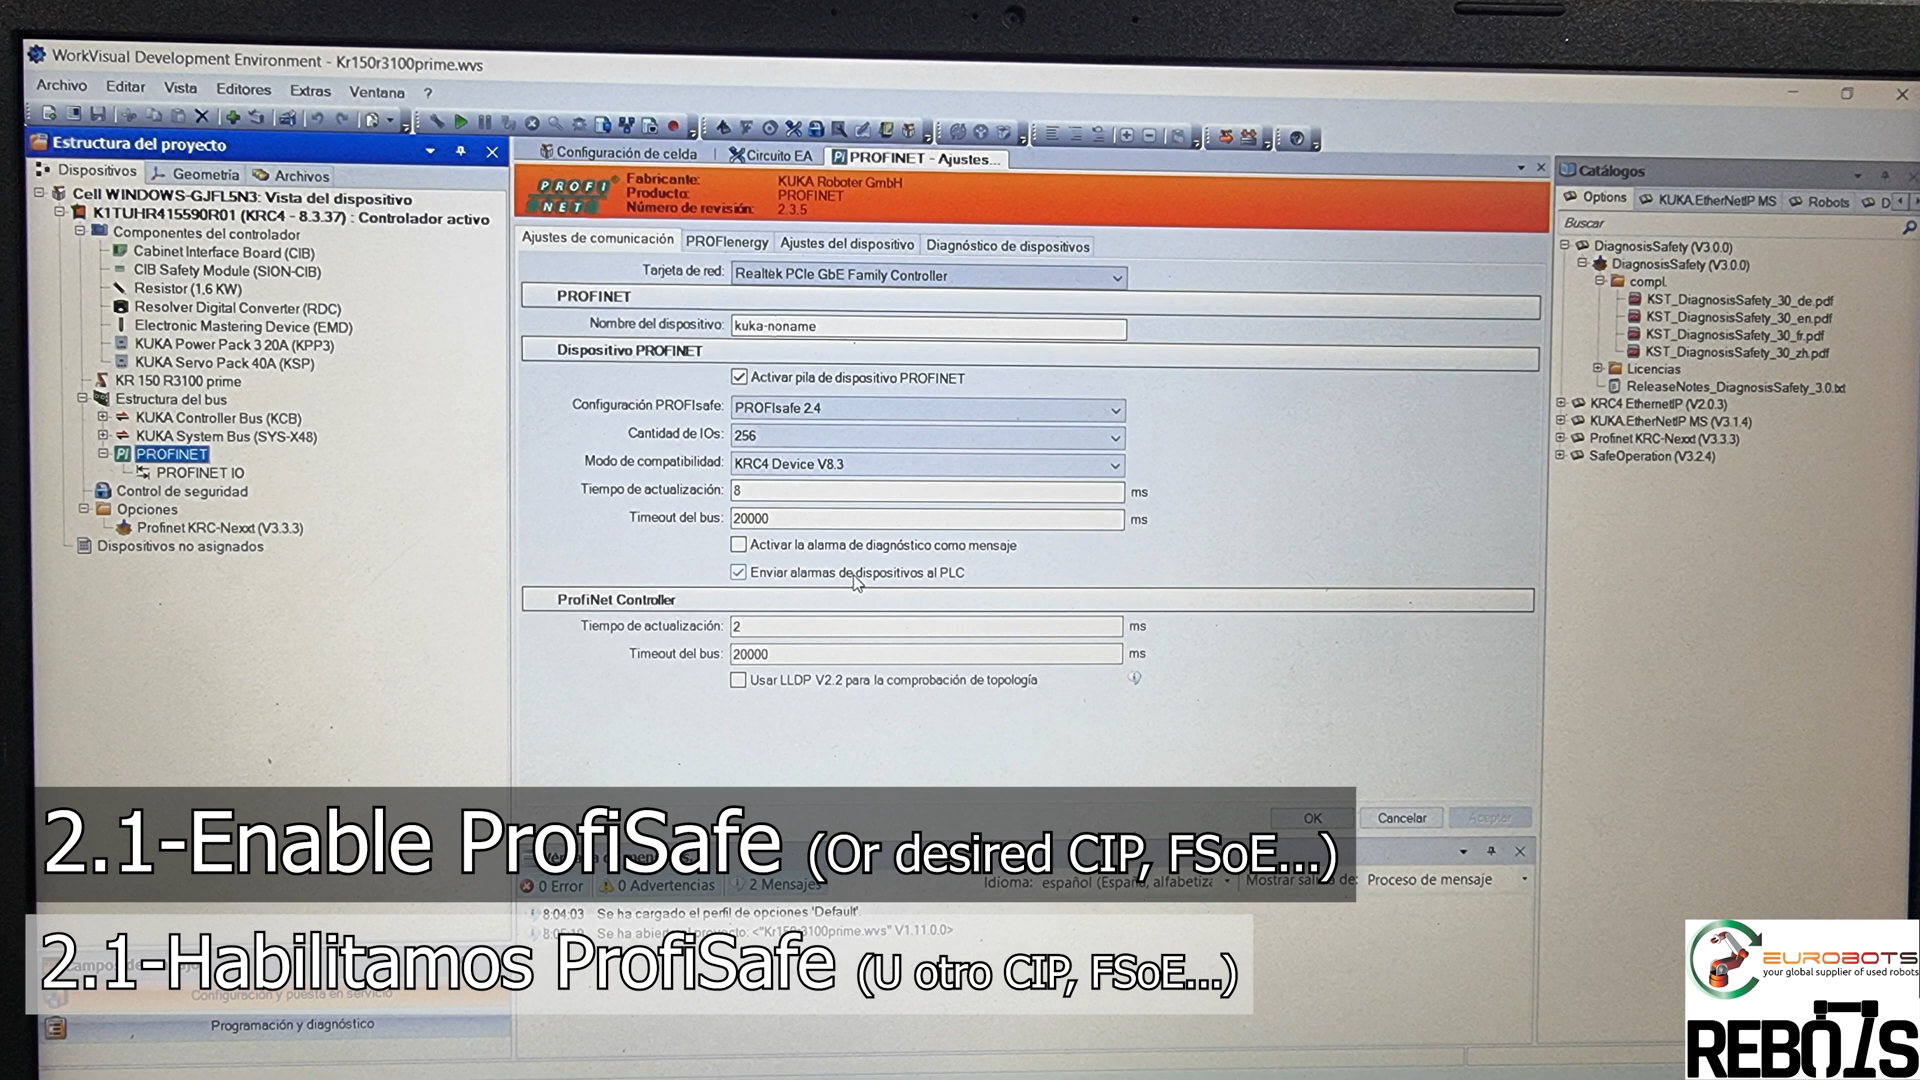 WorkVisual Development Environment - Kr150r3100prime.wvs
Archivo Editar Vista Editores Extras Ventana ?
Estructura del proyecto
Dispositivos Geometría Archivos
Cell WINDOWS-GJFL5N3: Vista del dispositivo
K1TUHR415590R01 (KRC4 - 8.3.37) : Controlador activo
Componentes del controlador
Cabinet Interface Board (CIB)
CIB Safety Module (SION-CIB)
Resistor (1,6 KW)
Resolver Digital Converter (RDC)
Electronic Mastering Device (EMD)
KUKA Power Pack 3 20A (KPP3)
KUKA Servo Pack 40A (KSP)
KR 150 R3100 prime
Estructura del bus
KUKA Controller Bus (KCB)
KUKA System Bus (SYS-X48)
PROFINET
PROFINET IO
Control de seguridad
Opciones
Profinet KRC-Nexxt (V3.3.3)
Dispositivos no asignados
Configuración de celda Circuito EA PROFINET - Ajustes...
PROFI NET
Fabricante: KUKA Roboter GmbH
Producto: PROFINET
Número de revisión: 2.3.5
Ajustes de comunicación PROFIenergy Ajustes del dispositivo Diagnóstico de dispositivos
Tarjeta de red: Realtek PCIe GbE Family Controller
PROFINET
Nombre del dispositivo: kuka-noname
Dispositivo PROFINET
Activar pila de dispositivo PROFINET
Configuración PROFIsafe: PROFIsafe 2.4
Cantidad de IOs: 256
Modo de compatibilidad: KRC4 Device V8.3
Tiempo de actualización: 8 ms
Timeout del bus: 20000 ms
Activar la alarma de diagnóstico como mensaje
Enviar alarmas de dispositivos al PLC
ProfiNet Controller
Tiempo de actualización: 2 ms
Timeout del bus: 20000 ms
Usar LLDP V2.2 para la comprobación de topología
OK Cancelar Aceptar
Catálogos
Options KUKA.EtherNetIP MS Robots D
Buscar
DiagnosisSafety (V3.0.0)
DiagnosisSafety (V3.0.0)
compl.
KST_DiagnosisSafety_30_de.pdf
KST_DiagnosisSafety_30_en.pdf
KST_DiagnosisSafety_30_fr.pdf
KST_DiagnosisSafety_30_zh.pdf
Licencias
ReleaseNotes_DiagnosisSafety_3.0.txt
KRC4 EthernetIP (V2.0.3)
KUKA.EtherNetIP MS (V3.1.4)
Profinet KRC-Nexxt (V3.3.3)
SafeOperation (V3.2.4)
2.1-Enable ProfiSafe (Or desired CIP, FSoE...)
0 Error 0 Advertencias 2 Mensajes Idioma: español (España, alfabetiza Mostrar salida de: Proceso de mensaje
8:04:03 Se ha cargado el perfil de opciones 'Default'.
Se ha abierto proyecto: <"Kr150r3100prime.wvs" V1.11.0.0>
2.1-Habilitamos ProfiSafe (U otro CIP, FSoE...)
Configuración y puesta en servicio
Programación y diagnóstico
EUROBOTS
your global supplier of used robots
REBOTS